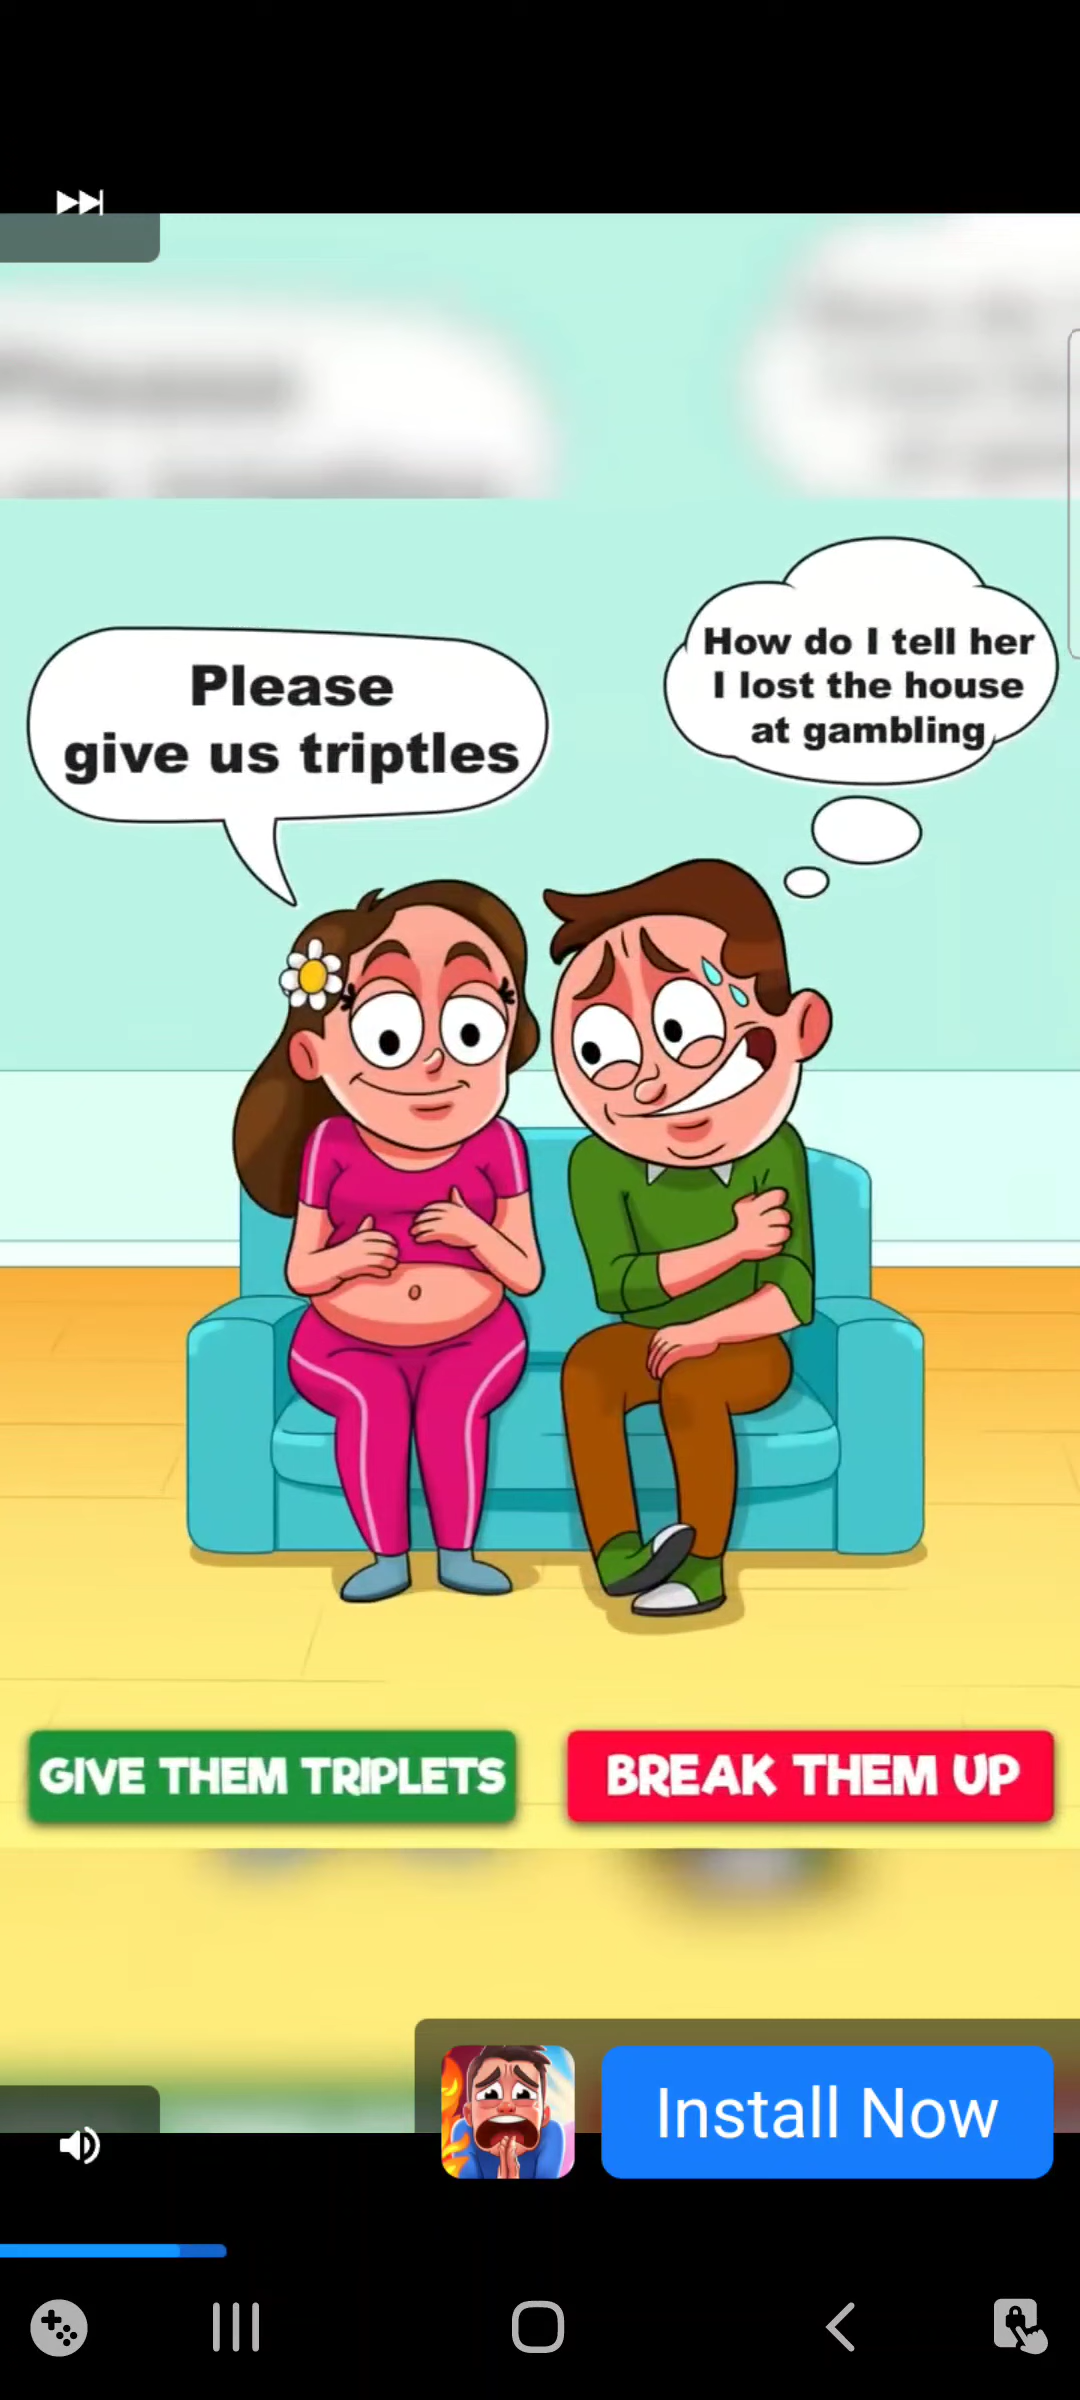 How do I tell her
I lost the house
at gambling
Please
give us triptles
GIVE THEM TRIPLETS
BREAK THEM UP
Install Now